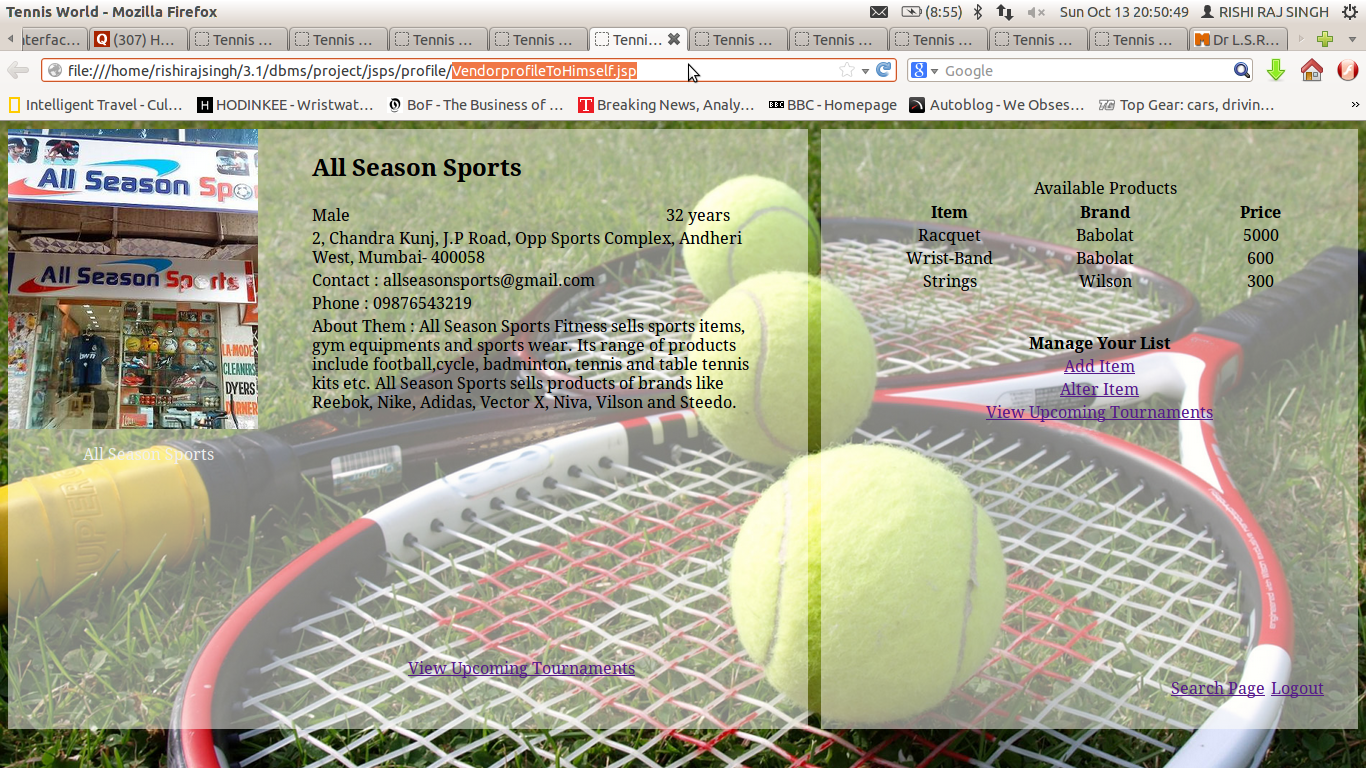 Tennis World - Mozilla Firefox
(8:55) Sun Oct 13 20:50:49 RISHI RAJ SINGH
nterfac... (307) H... Tennis ... Tennis ... Tennis ... Tennis ... Tenni... Tennis ... Tennis ... Tennis ... Tennis ... Tennis ... Dr L.S.R...
file:///home/rishirajsingh/3.1/dbms/project/jsps/profile/VendorprofileToHimself.jsp Google
Intelligent Travel - Cul... HODINKEE - Wristwat... BoF - The Business of ... Breaking News, Analy... BBC - Homepage Autoblog - We Obses... Top Gear: cars, drivin... »
All Season Spo
All Season Sports
LA-MODE
CLEANERS
DYERS
DARNER
All Season Sports
All Season Sports
Male 32 years
2, Chandra Kunj, J.P Road, Opp Sports Complex, Andheri
West, Mumbai- 400058
Contact : allseasonsports@gmail.com
Phone : 09876543219
About Them : All Season Sports Fitness sells sports items,
gym equipments and sports wear. Its range of products
include football,cycle, badminton, tennis and table tennis
kits etc. All Season Sports sells products of brands like
Reebok, Nike, Adidas, Vector X, Niva, Vilson and Steedo.
View Upcoming Tournaments
Available Products
Item Brand Price
Racquet Babolat 5000
Wrist-Band Babolat 600
Strings Wilson 300
Manage Your List
Add Item
Alter Item
View Upcoming Tournaments
Search Page Logout